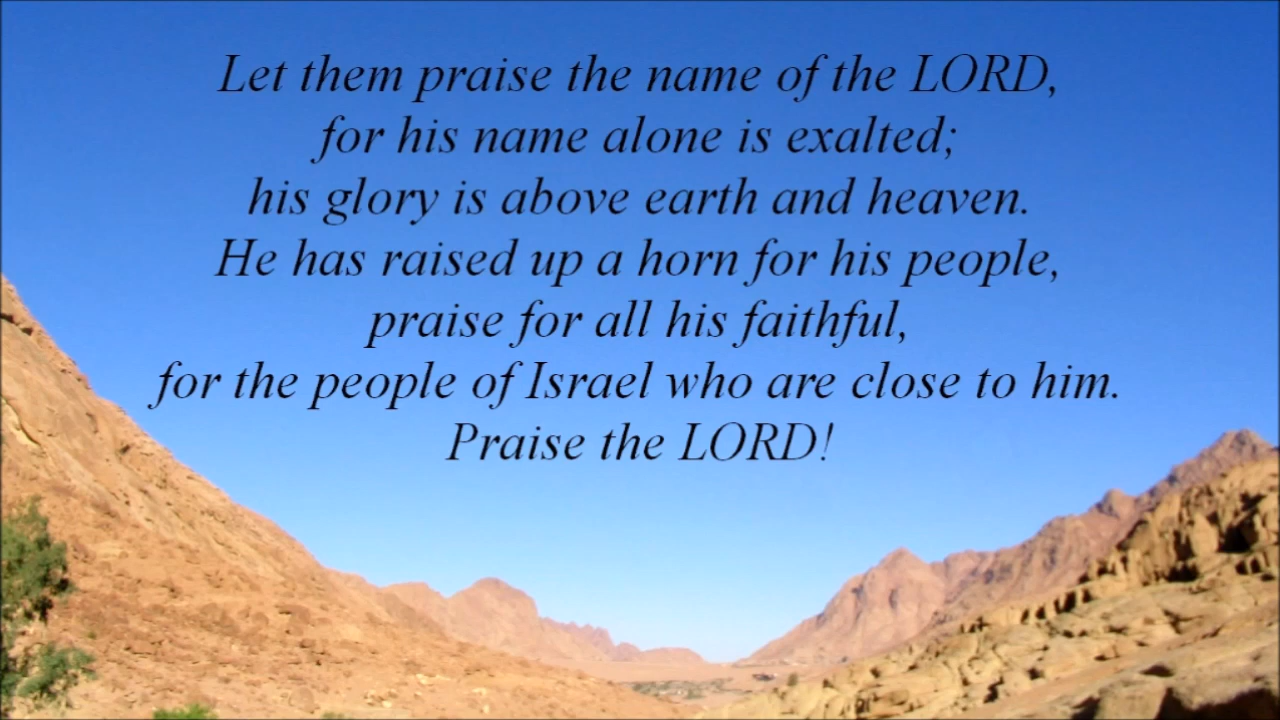 Let them praise the name of the LORD,
for his name alone is exalted;
his glory is above earth and heaven.
He has raised up a horn for his people,
praise for all his faithful,
for the people of Israel who are close to him.
Praise the LORD!